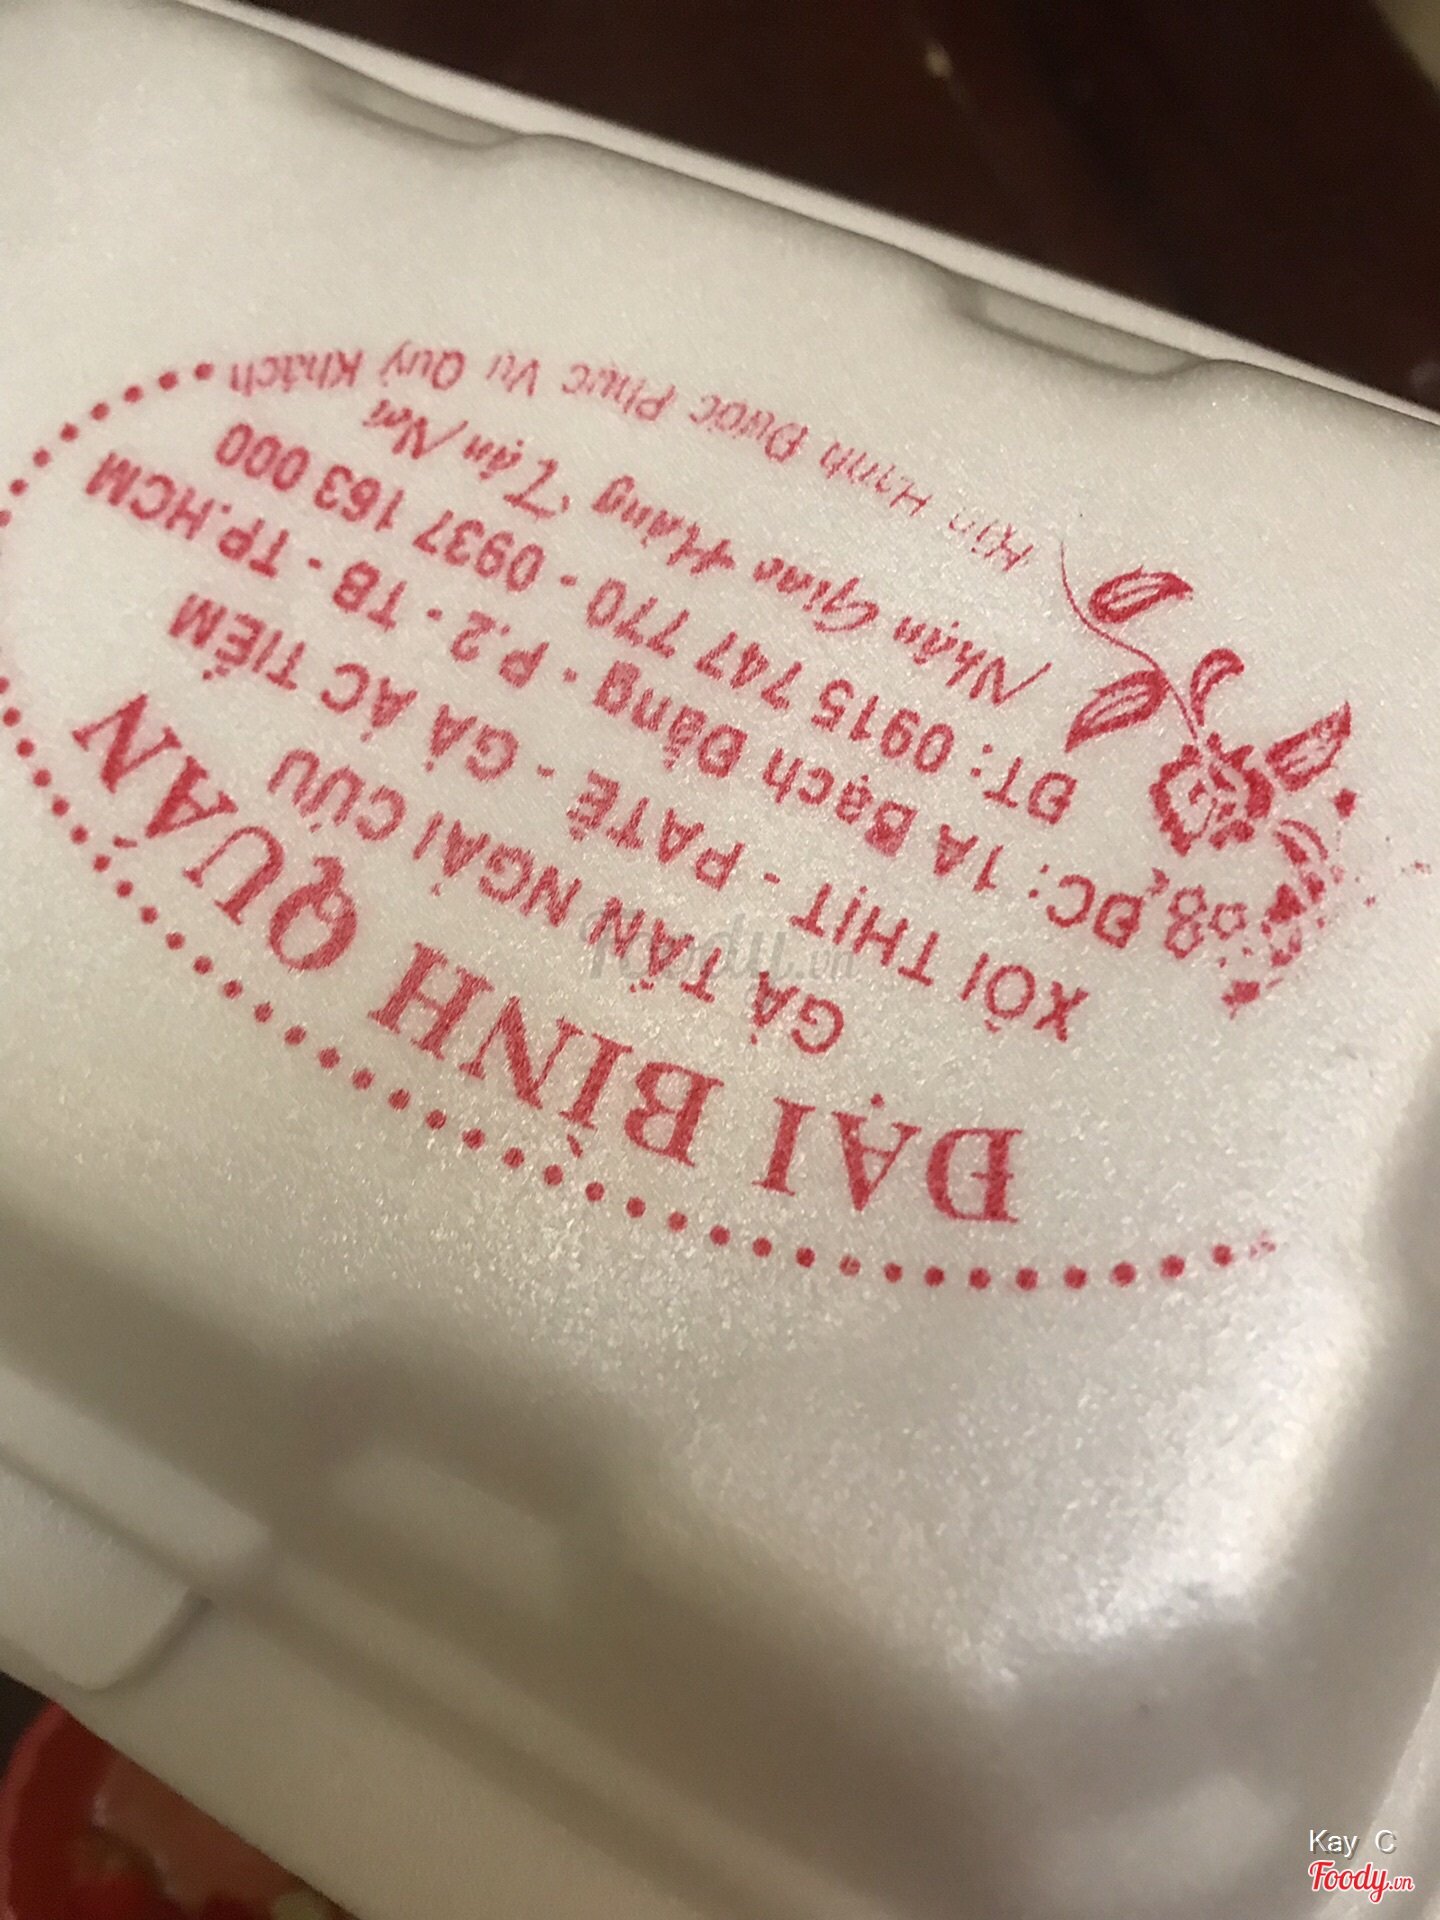 ĐẠI BÌNH QUÁN
GÀ TẦN NGẢI CỨU
XÔI THỊT - PATÊ - GÀ ÁC TIỀM
ĐC: 1A Bạch Đằng - P.2 - TB - TP.HCM
ĐT: 0915 747 770 - 0937 163 000
Nhận Giao Hàng Tận Nơi
Hân Hạnh Được Phục Vụ Quý Khách
Foody.vn
Kay C
Foody.vn